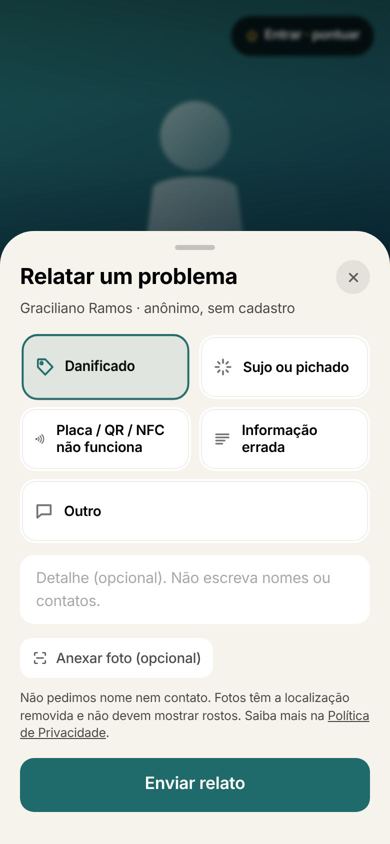 Entrar · pontuar
Relatar um problema
Graciliano Ramos · anônimo, sem cadastro
Danificado
Sujo ou pichado
Placa / QR / NFC
não funciona
Informação
errada
Outro
Detalhe (opcional). Não escreva nomes ou
contatos.
Anexar foto (opcional)
Não pedimos nome nem contato. Fotos têm a localização
removida e não devem mostrar rostos. Saiba mais na Política
de Privacidade.
Enviar relato